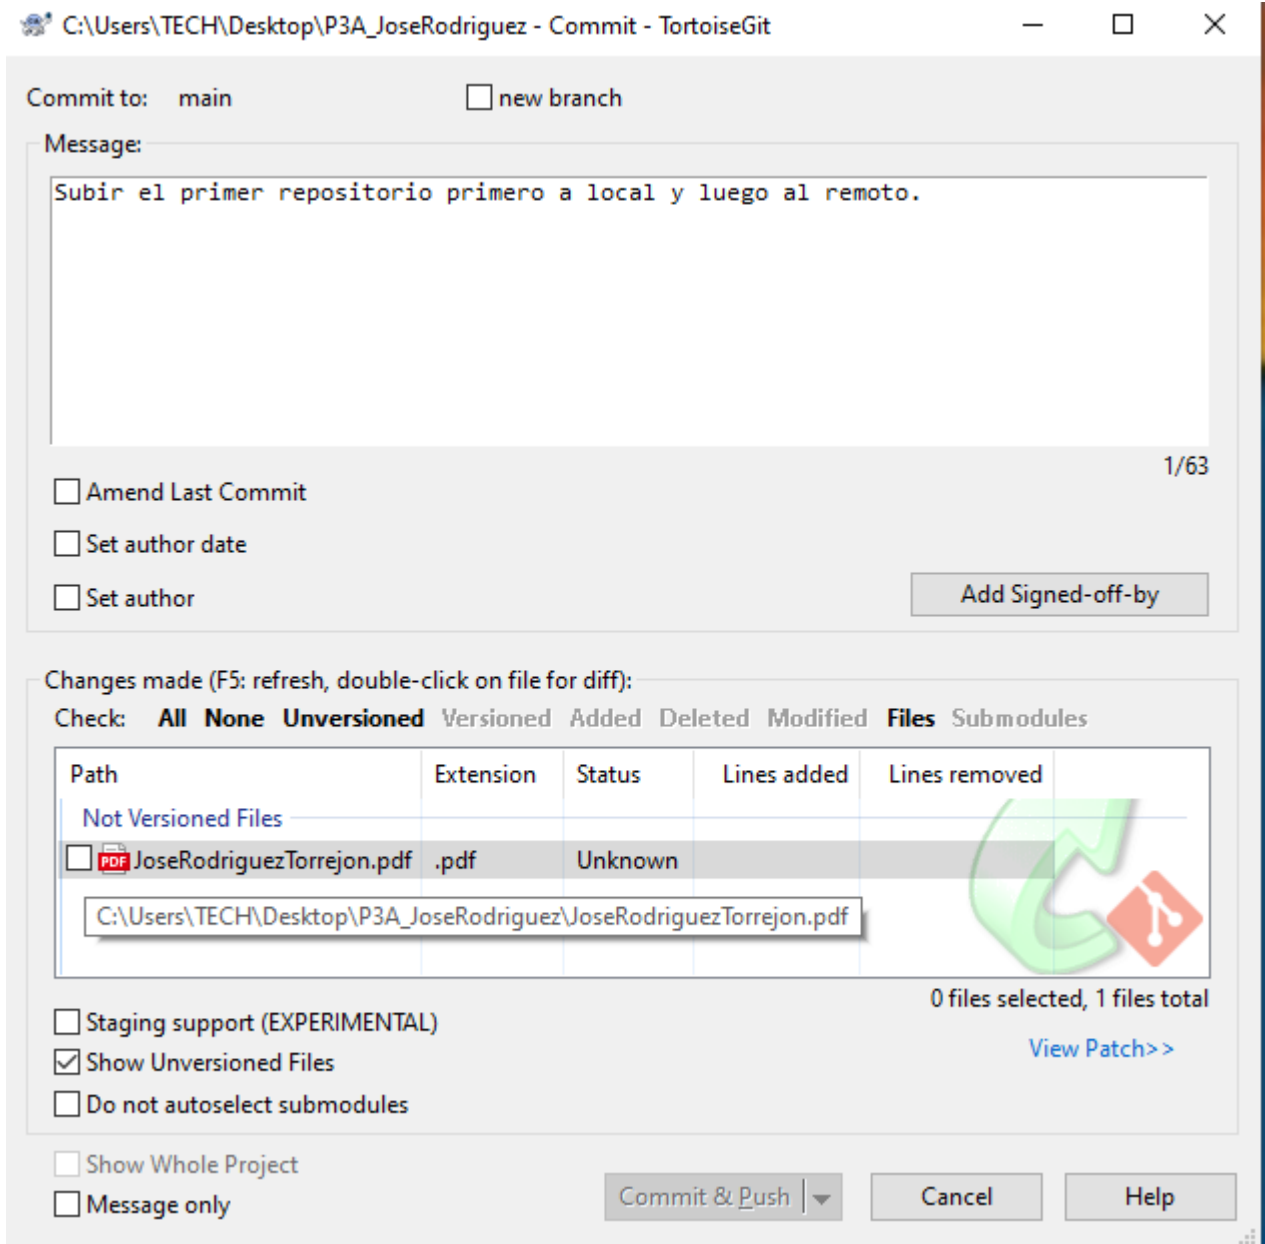 C:\Users\TECH\Desktop\P3A_JoseRodriguez - Commit - TortoiseGit
Commit to: main new branch
Message:
Subir el primer repositorio primero a local y luego al remoto.
1/63
Amend Last Commit
Set author date
Set author
Add Signed-off-by
Changes made (F5: refresh, double-click on file for diff):
Check: All None Unversioned Versioned Added Deleted Modified Files Submodules
Path Extension Status Lines added Lines removed
Not Versioned Files
PDF JoseRodriguezTorrejon.pdf .pdf Unknown
C:\Users\TECH\Desktop\P3A_JoseRodriguez\JoseRodriguezTorrejon.pdf
0 files selected, 1 files total
Staging support (EXPERIMENTAL)
View Patch>>
Show Unversioned Files
Do not autoselect submodules
Show Whole Project
Message only
Commit & Push Cancel Help